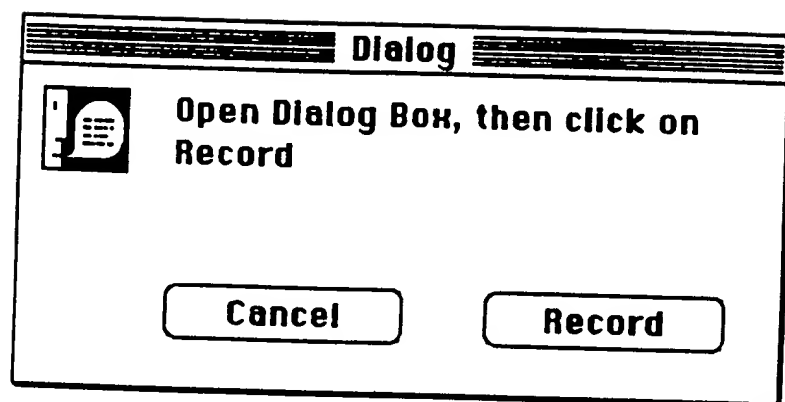 Dialog
Open Dialog Box, then click on
Record
Cancel
Record